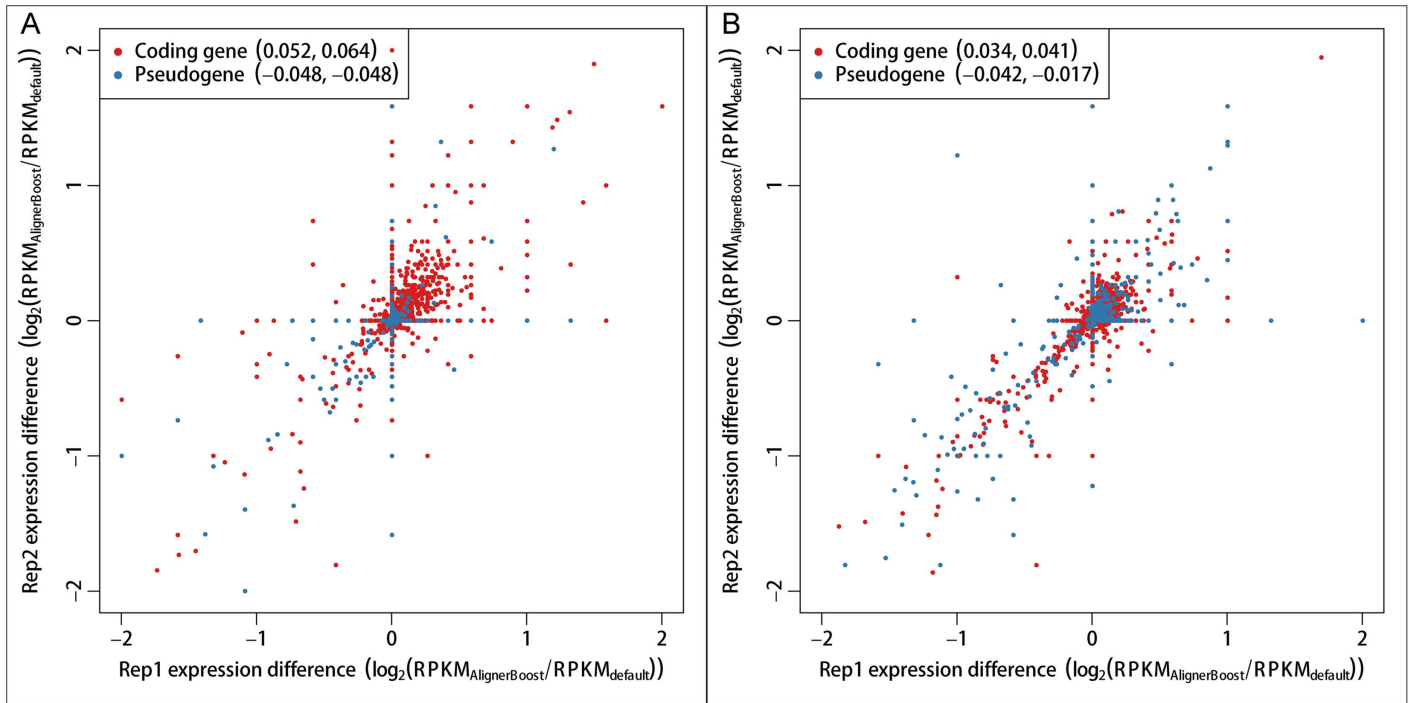 A
Coding gene (0.052, 0.064)
Pseudogene (−0.048, −0.048)
2
1
0
−1
−2
Rep2 expression difference (log2(RPKMAlignerBoost/RPKMdefault))
−2 −1 0 1 2
Rep1 expression difference (log2(RPKMAlignerBoost/RPKMdefault))
B
Coding gene (0.034, 0.041)
Pseudogene (−0.042, −0.017)
2
1
0
−1
−2
Rep2 expression difference (log2(RPKMAlignerBoost/RPKMdefault))
−2 −1 0 1 2
Rep1 expression difference (log2(RPKMAlignerBoost/RPKMdefault))